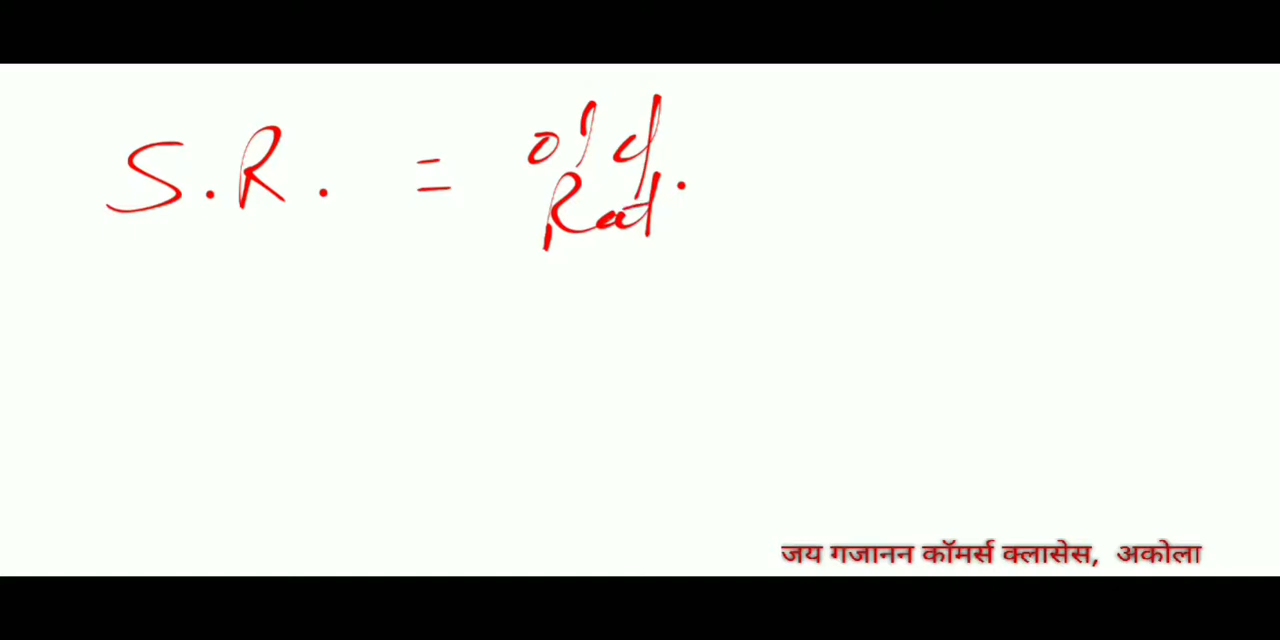 S.R. = old
Rat.
जय गजानन कॉमर्स क्लासेस, अकोला